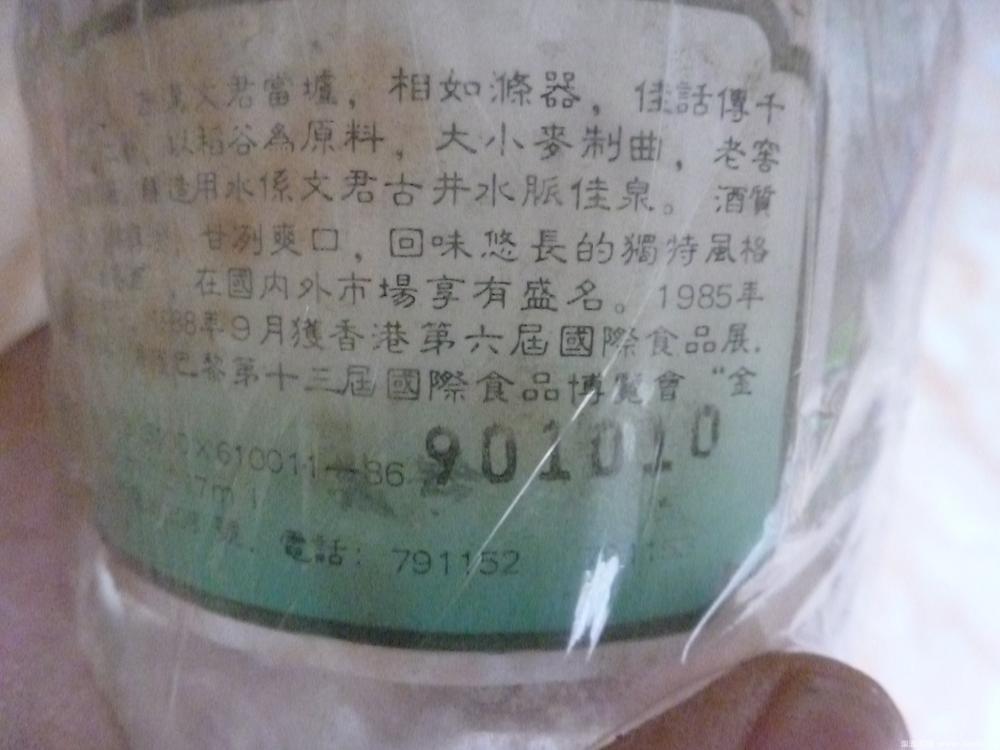 文君當壚，相如滌器，佳話傳千
以稻谷為原料，大小麥制曲，老窖
釀造用水係文君古井水脈佳泉。酒質
甘冽爽口，回味悠長的獨特風格
，在國内外市場享有盛名。1985年
1988年9月獲香港第六屆國際食品展.
巴黎第十三屆國際食品博覽會“金
×610011—86 901010
7ml
號. 電話: 791152